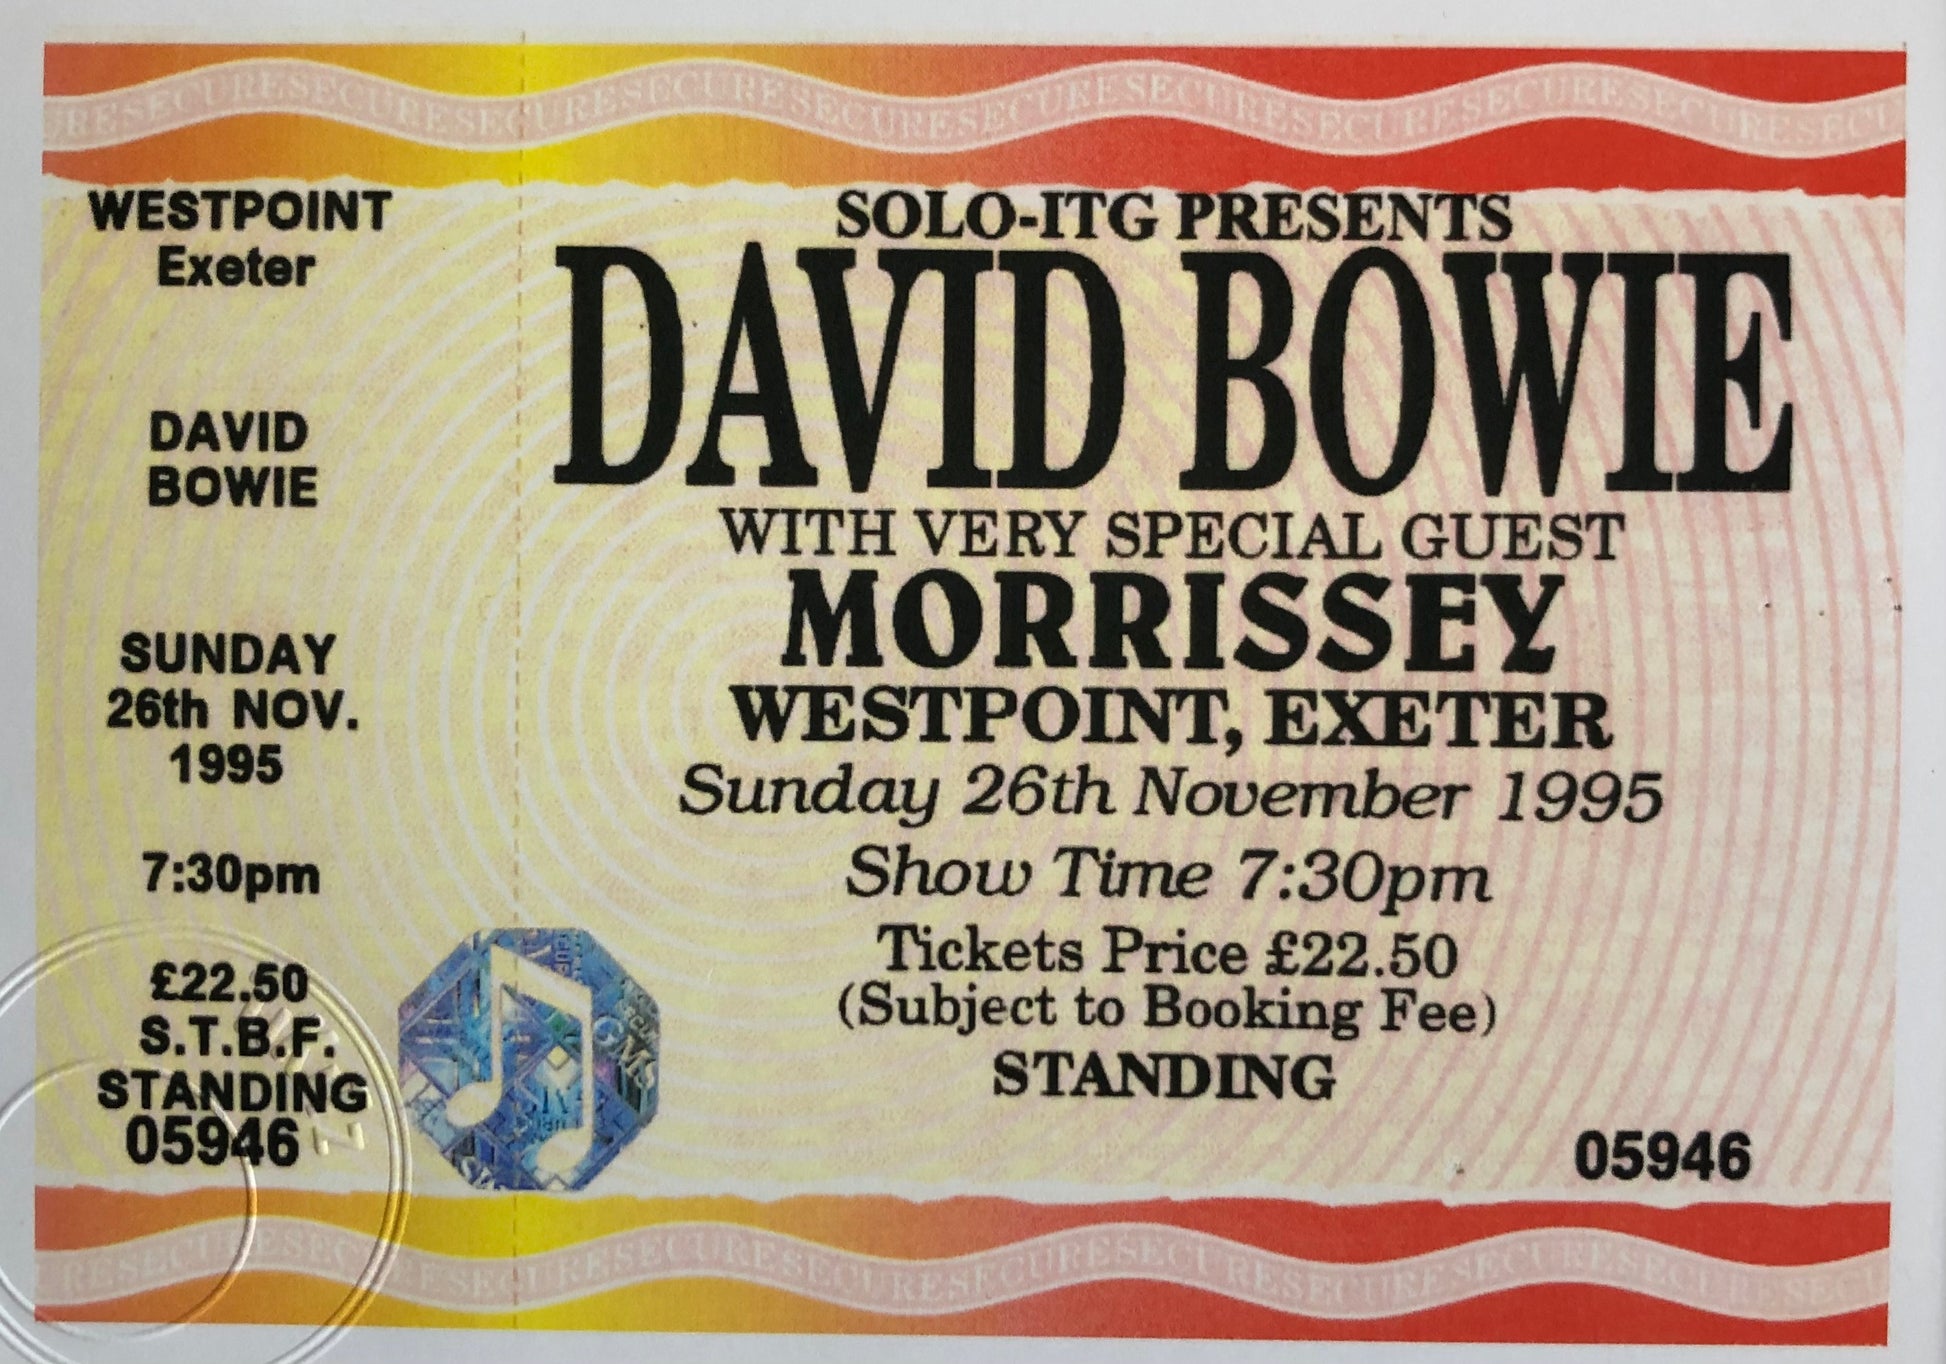 RESECURESECURESECURESECURESECURESECURESECURESECURESECURESECU
WESTPOINT
Exeter
DAVID
BOWIE
SUNDAY
26th NOV.
1995
7:30pm
£22.50
S.T.B.F.
STANDING
05946
SOLO-ITG PRESENTS
DAVID BOWIE
WITH VERY SPECIAL GUEST
MORRISSEY
WESTPOINT, EXETER
Sunday 26th November 1995
Show Time 7:30pm
Tickets Price £22.50
(Subject to Booking Fee)
STANDING
05946
RESECURESECURESECURESECURESECURESECURESECURESECURESECURESECU